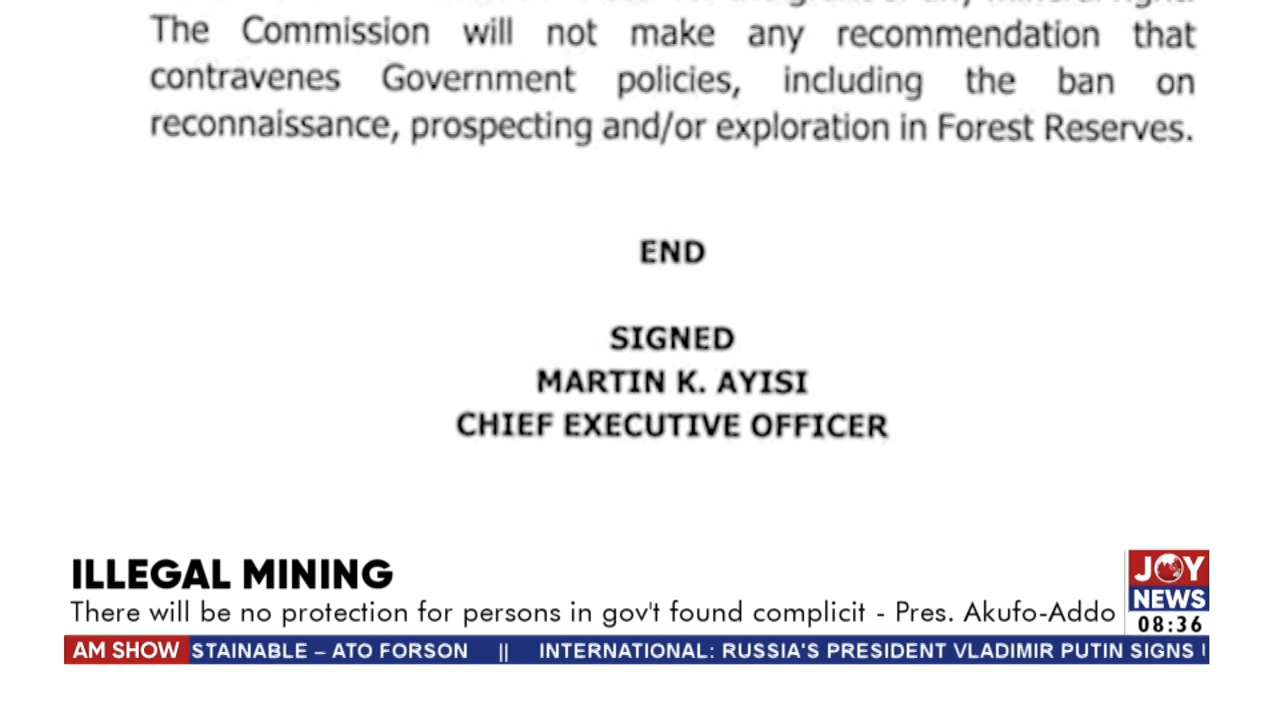 The Commission will not make any recommendation that
contravenes Government policies, including the ban on
reconnaissance, prospecting and/or exploration in Forest Reserves.
END
SIGNED
MARTIN K. AYISI
CHIEF EXECUTIVE OFFICER
ILLEGAL MINING
There will be no protection for persons in gov't found complicit - Pres. Akufo-Addo
JOY
NEWS
08:36
AM SHOW STAINABLE – ATO FORSON || INTERNATIONAL: RUSSIA'S PRESIDENT VLADIMIR PUTIN SIGNS